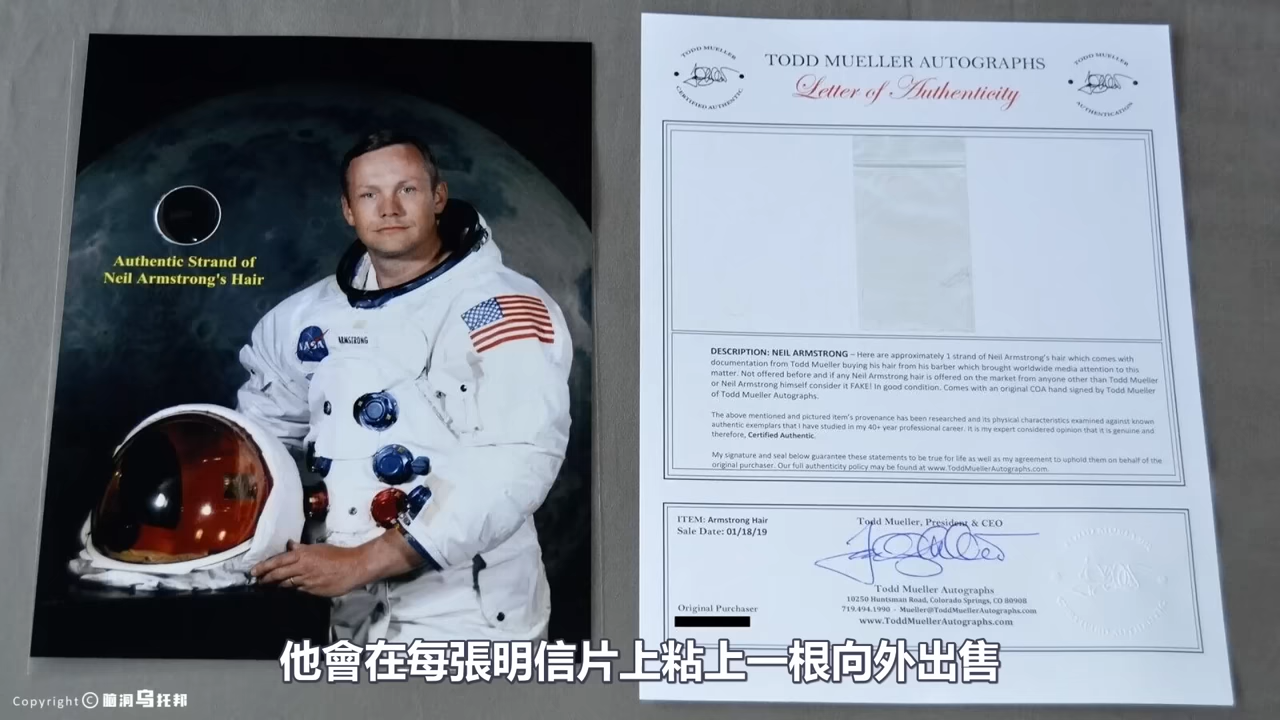 Authentic Strand of
Neil Armstrong's Hair
NASA
ARMSTRONG
TODD MUELLER
CERTIFIED AUTHENTIC
TODD MUELLER AUTOGRAPHS
Letter of Authenticity
TODD MUELLER
AUTHENTICATION
DESCRIPTION: NEIL ARMSTRONG – Here are approximately 1 strand of Neil Armstrong's hair which comes with
documentation from Todd Mueller buying his hair from his barber which brought worldwide media attention to this
matter. Not offered before and if any Neil Armstrong hair is offered on the market from anyone other than Todd Mueller
or Neil Armstrong himself consider it FAKE! In good condition. Comes with an original COA hand signed by Todd Mueller
of Todd Mueller Autographs.
The above mentioned and pictured item's provenance has been researched and its physical characteristics examined against known
authentic exemplars that I have studied in my 40+ year professional career. It is my expert considered opinion that it is genuine and
therefore, Certified Authentic.
My signature and seal below guarantee these statements to be true for life as well as my agreement to uphold them on behalf of the
original purchaser. Our full authenticity policy may be found at www.ToddMuellerAutographs.com.
ITEM: Armstrong Hair
Sale Date: 01/18/19
Todd Mueller, President & CEO
Todd Mueller Autographs
10250 Huntsman Road, Colorado Springs, CO 80908
719.494.1990 - Mueller@ToddMuellerAutographs.com
www.ToddMuellerAutographs.com
Original Purchaser
他會在每張明信片上粘上一根向外出售
Copyright © 腦洞烏托邦